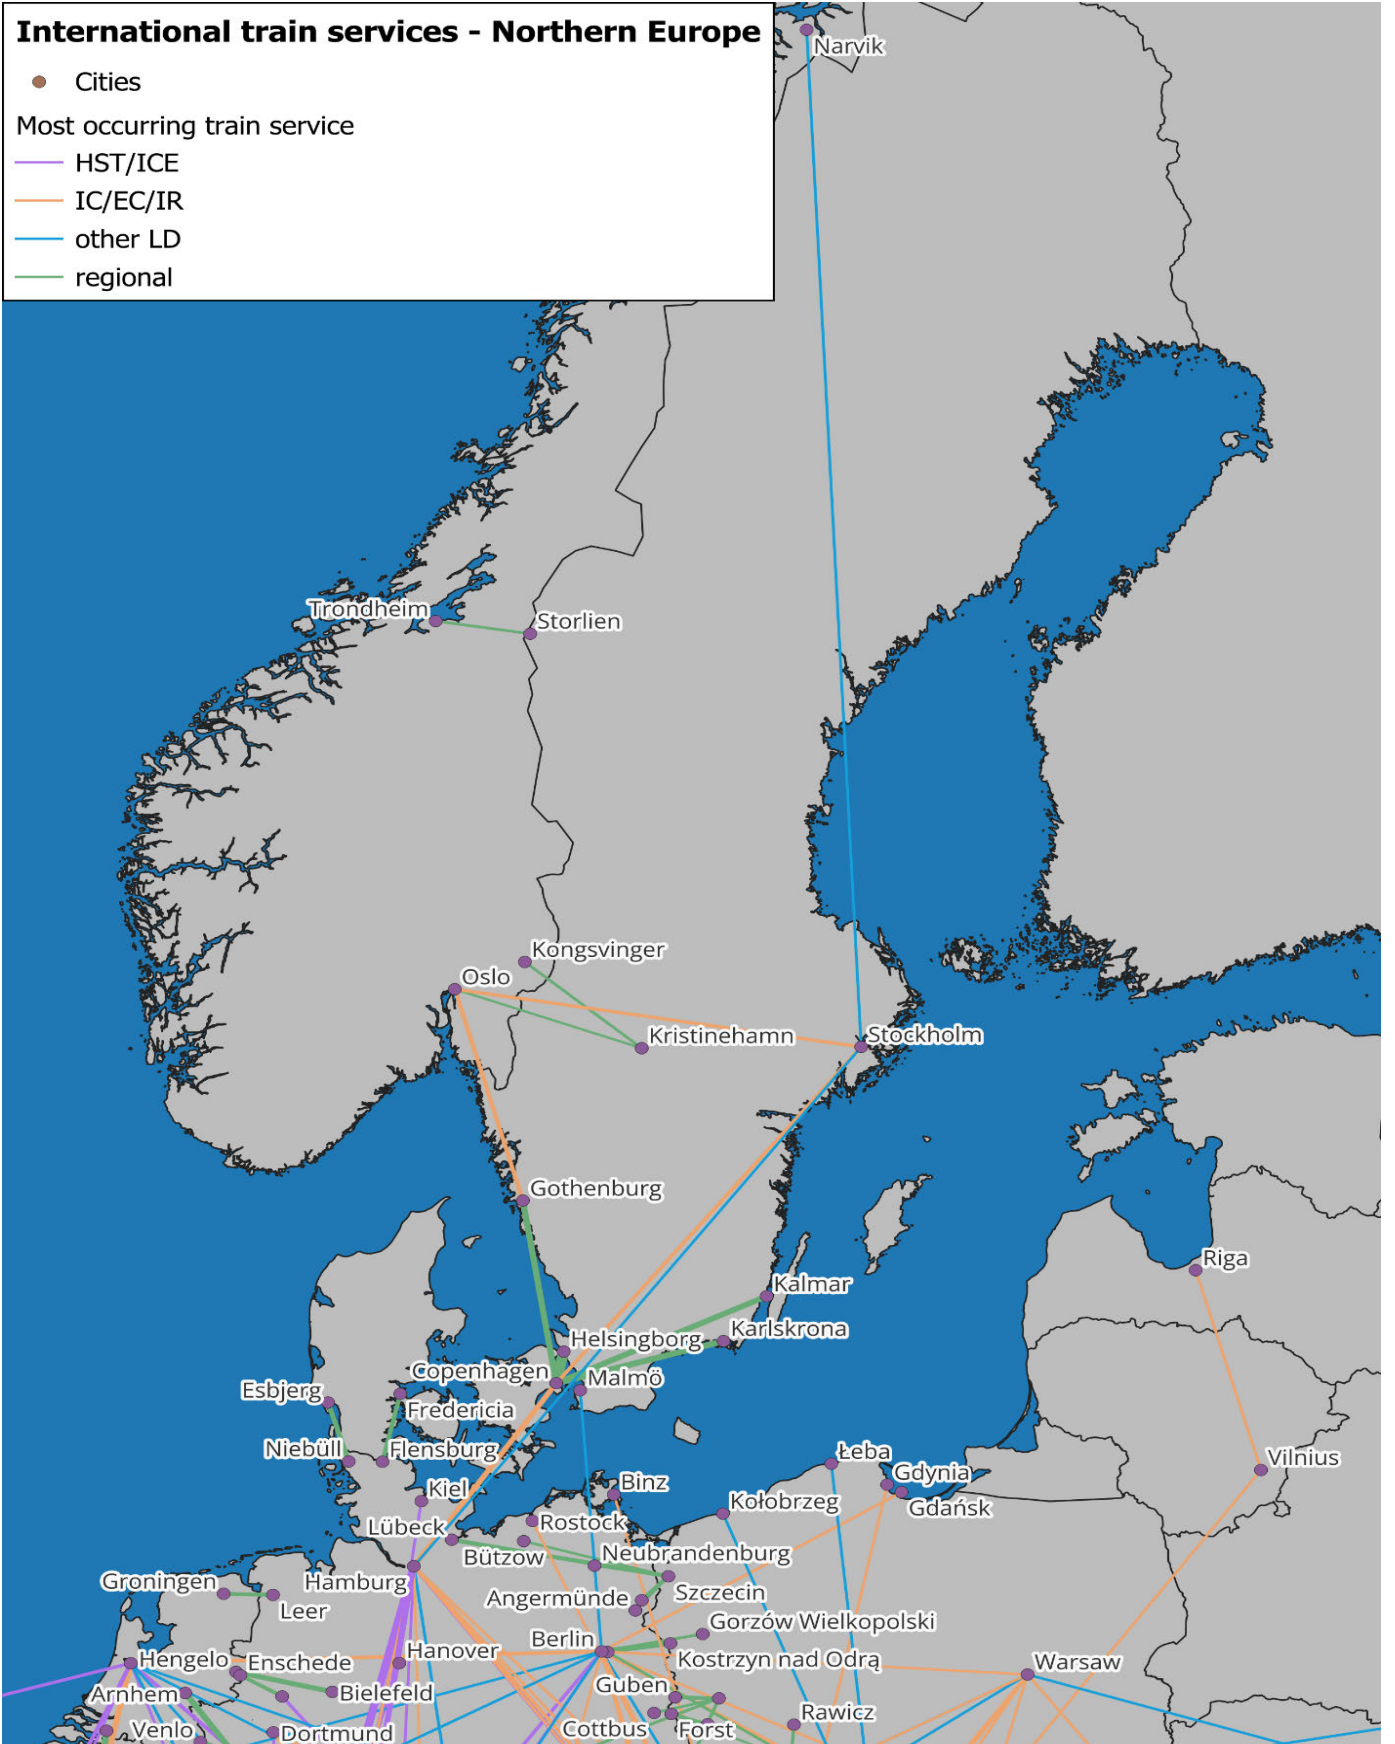 International train services - Northern Europe
Cities
Most occurring train service
HST/ICE
IC/EC/IR
other LD
regional
Narvik
Trondheim
Storlien
Kongsvinger
Oslo
Kristinehamn
Stockholm
Gothenburg
Riga
Kalmar
Karlskrona
Helsingborg
Copenhagen
Malmö
Esbjerg
Fredericia
Niebüll
Flensburg
Łeba
Vilnius
Gdynia
Gdańsk
Kiel
Binz
Kołobrzeg
Lübeck
Rostock
Bützow
Neubrandenburg
Groningen
Hamburg
Leer
Angermünde
Szczecin
Gorzów Wielkopolski
Berlin
Hengelo
Enschede
Hanover
Kostrzyn nad Odrą
Warsaw
Arnhem
Bielefeld
Guben
Venlo
Dortmund
Cottbus
Forst
Rawicz